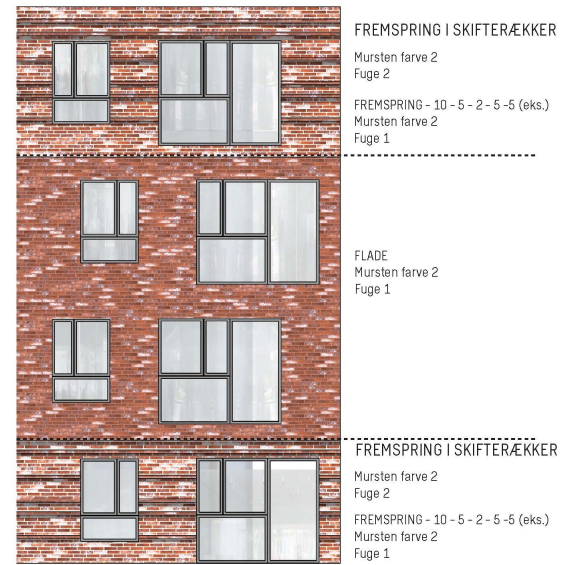 FREMSPRING I SKIFTERÆKKER
Mursten farve 2
Fuge 2
FREMSPRING - 10 - 5 - 2 - 5 -5 (eks.)
Mursten farve 2
Fuge 1
FLADE
Mursten farve 2
Fuge 1
FREMSPRING I SKIFTERÆKKER
Mursten farve 2
Fuge 2
FREMSPRING - 10 - 5 - 2 - 5 -5 (eks.)
Mursten farve 2
Fuge 1